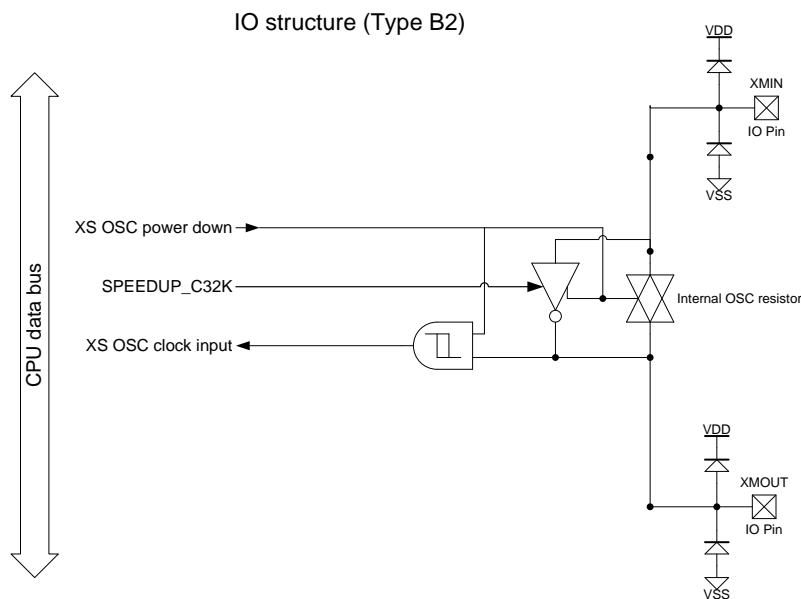 IO structure (Type B2)
VDD
XMIN
IO Pin
VSS
XS OSC power down
SPEEDUP_C32K
Internal OSC resistor
XS OSC clock input
CPU data bus
VDD
XMOUT
IO Pin
VSS